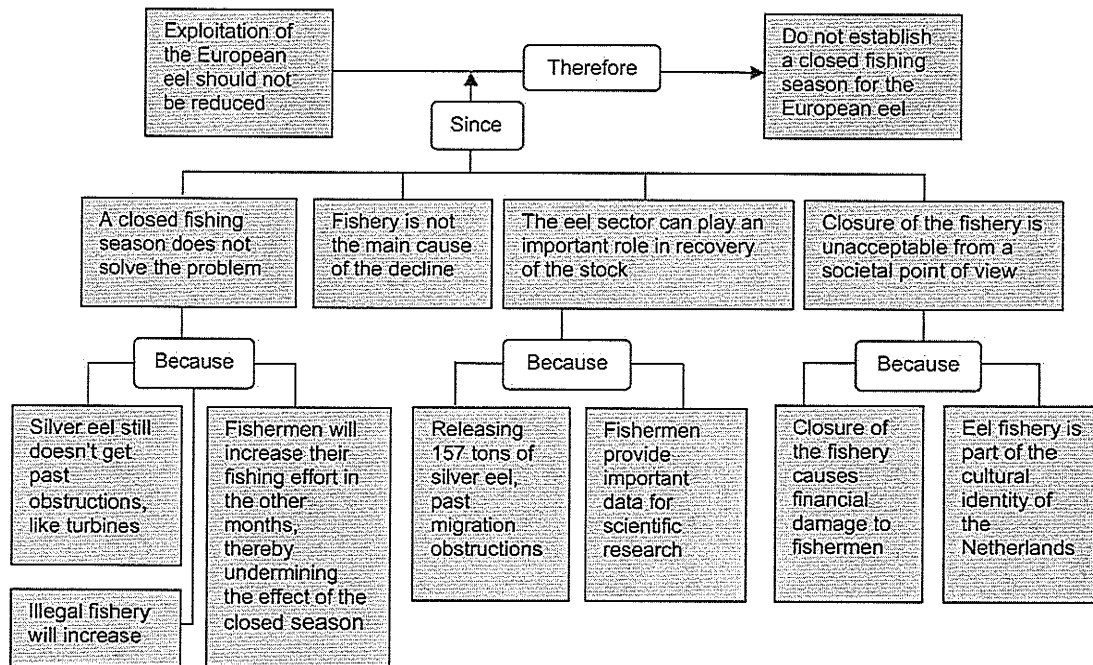 Exploitation of
the European
eel should not
be reduced
Therefore
Do not establish
a closed fishing
season for the
European eel
Since
A closed fishing
season does not
solve the problem
Fishery is not
the main cause
of the decline
The eel sector can play an
important role in recovery
of the stock
Closure of the fishery is
unacceptable from a
societal point of view
Because
Because
Because
Silver eel still
doesn't get
past
obstructions,
like turbines
Illegal fishery
will increase
Fishermen will
increase their
fishing effort in
the other
months,
thereby
undermining
the effect of the
closed season
Releasing
157 tons of
silver eel,
past
migration
obstructions
Fishermen
provide
important
data for
scientific
research
Closure of
the fishery
causes
financial
damage to
fishermen
Eel fishery is
part of the
cultural
identity of
the
Netherlands